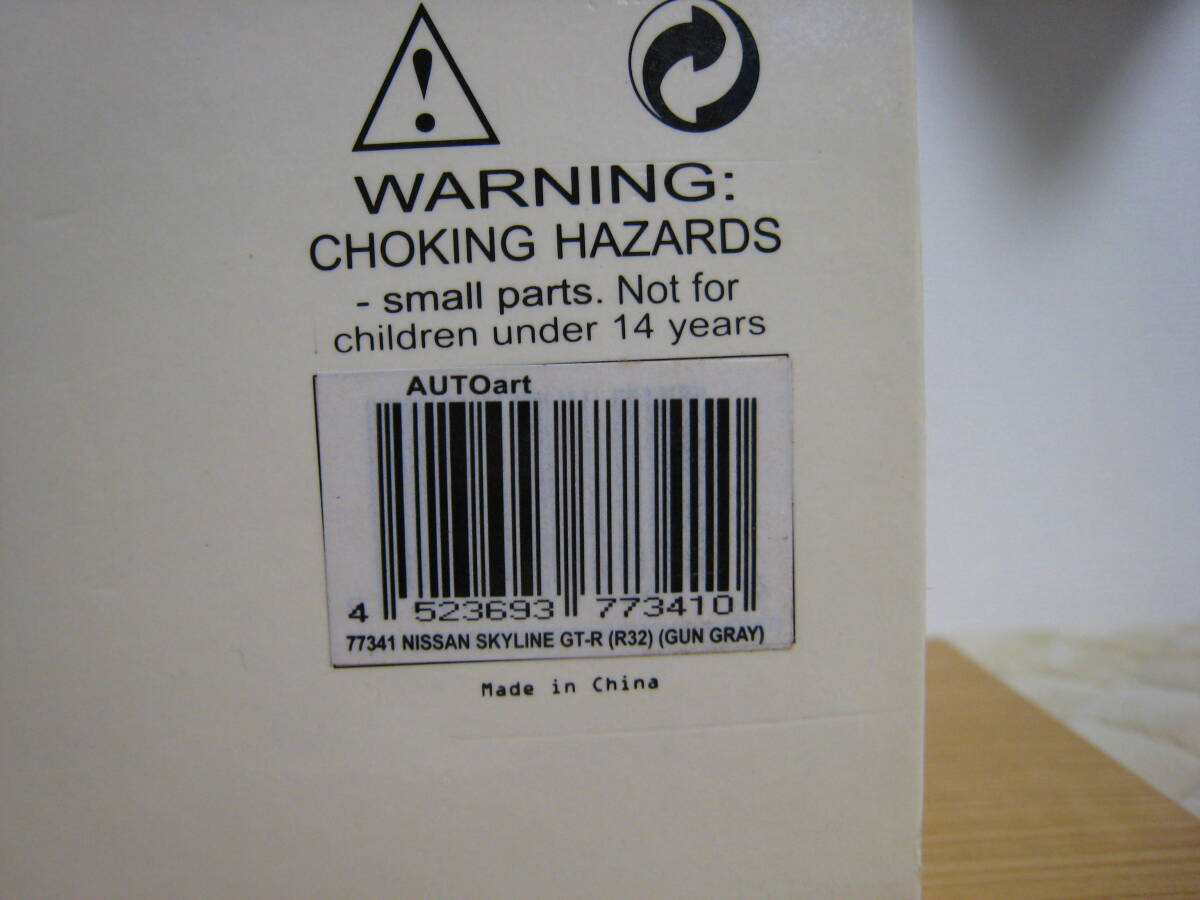 WARNING:
CHOKING HAZARDS
- small parts. Not for
children under 14 years
AUTOart
4 523693 773410
77341 NISSAN SKYLINE GT-R (R32) (GUN GRAY)
Made in China